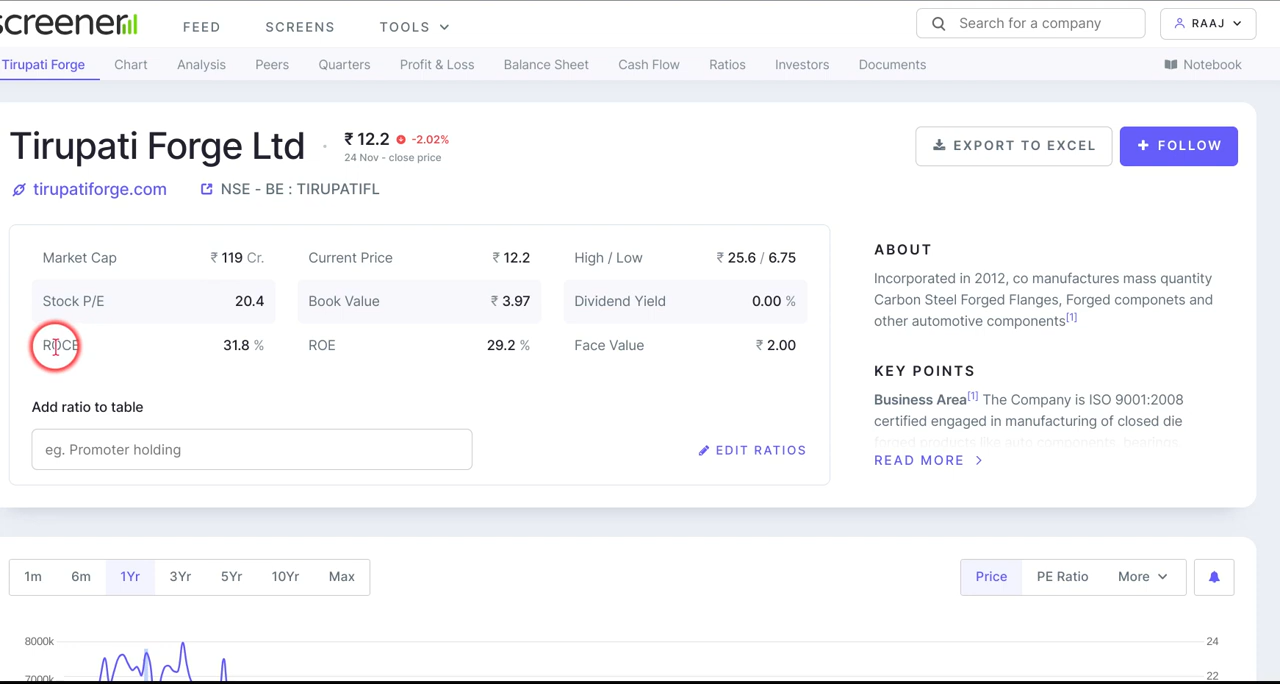 screener
FEED SCREENS TOOLS
Search for a company
RAAJ
Tirupati Forge Chart Analysis Peers Quarters Profit & Loss Balance Sheet Cash Flow Ratios Investors Documents Notebook
Tirupati Forge Ltd · ₹ 12.2 -2.02%
24 Nov - close price
EXPORT TO EXCEL
+ FOLLOW
tirupatiforge.com NSE - BE : TIRUPATIFL
Market Cap ₹ 119 Cr. Current Price ₹ 12.2 High / Low ₹ 25.6 / 6.75
Stock P/E 20.4 Book Value ₹ 3.97 Dividend Yield 0.00 %
ROCE 31.8 % ROE 29.2 % Face Value ₹ 2.00
Add ratio to table
eg. Promoter holding
EDIT RATIOS
ABOUT
Incorporated in 2012, co manufactures mass quantity
Carbon Steel Forged Flanges, Forged componets and
other automotive components[1]
KEY POINTS
Business Area[1] The Company is ISO 9001:2008
certified engaged in manufacturing of closed die
forged products like auto components, bearings,
READ MORE >
1m 6m 1Yr 3Yr 5Yr 10Yr Max
Price PE Ratio More
8000k 24
7000k 22